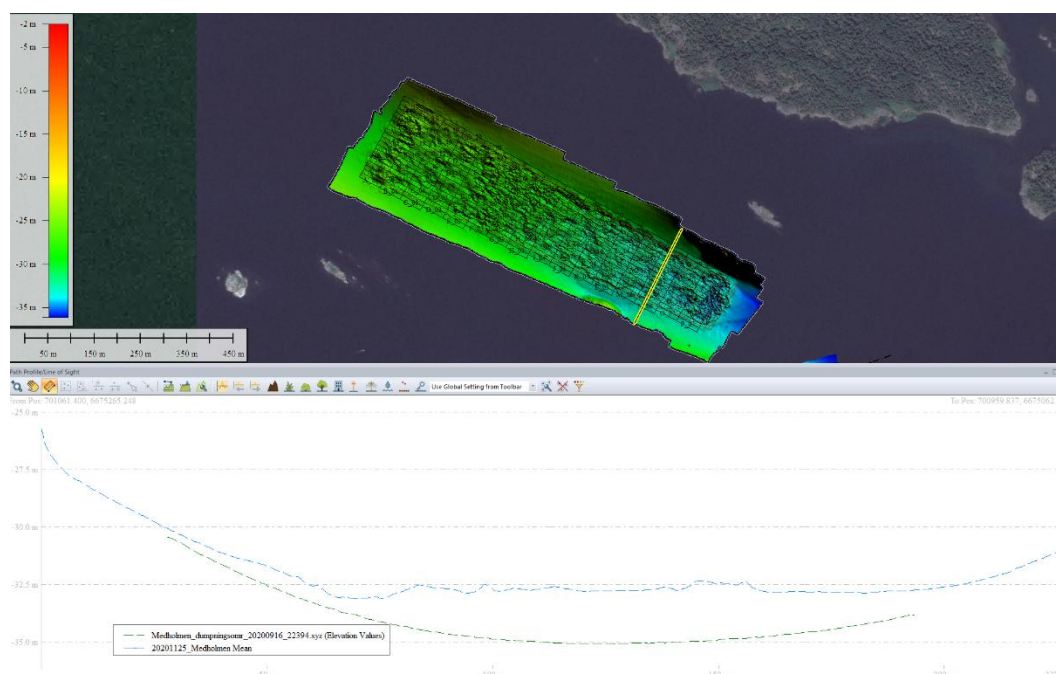 -2 m
-5 m
-10 m
-15 m
-20 m
-25 m
-30 m
-35 m
50 m 150 m 250 m 350 m 450 m
Path Profile/Line of Sight
Use Global Setting from Toolbar
From Pos: 701061.400, 6675265.248 To Pos: 700959.837, 6675062
-25.0 m
-27.5 m
-30.0 m
-32.5 m
-35.0 m
Medholmen_dumpningsomr_20200916_22394.xyz (Elevation Values)
20201125_Medholmen Mean